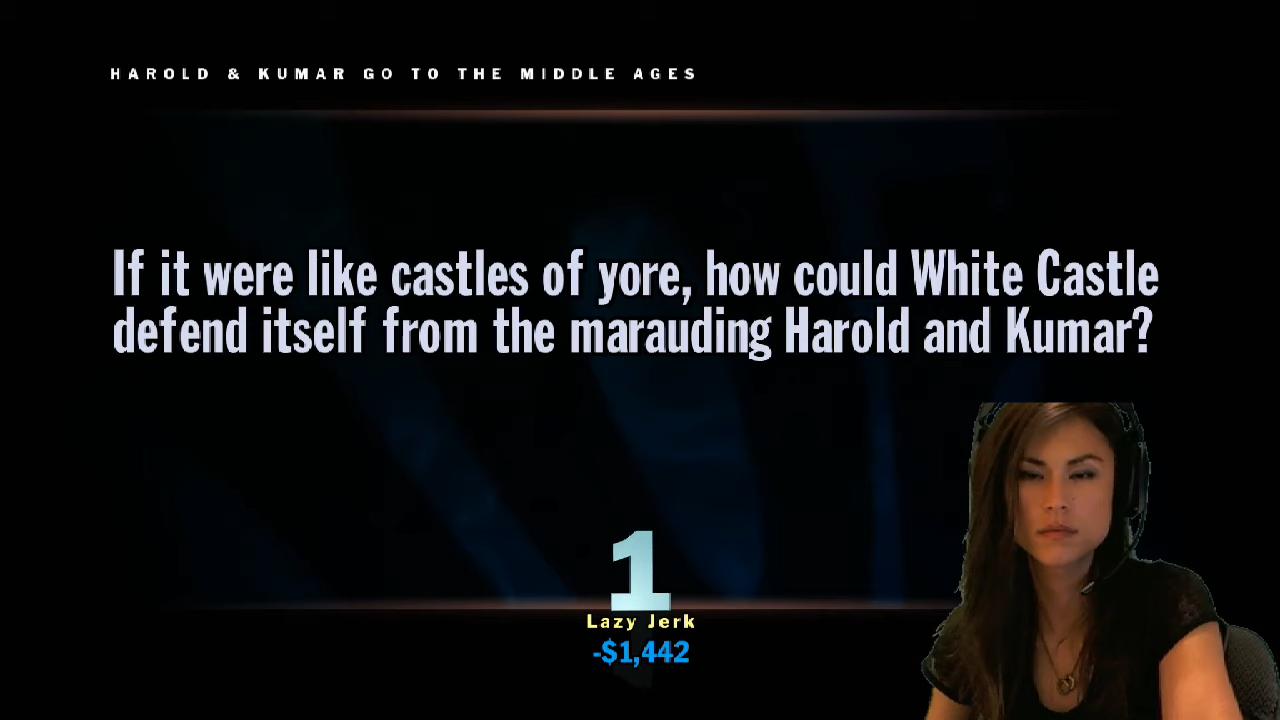 HAROLD & KUMAR GO TO THE MIDDLE AGES
If it were like castles of yore, how could White Castle
defend itself from the marauding Harold and Kumar?
1
Lazy Jerk
-$1,442